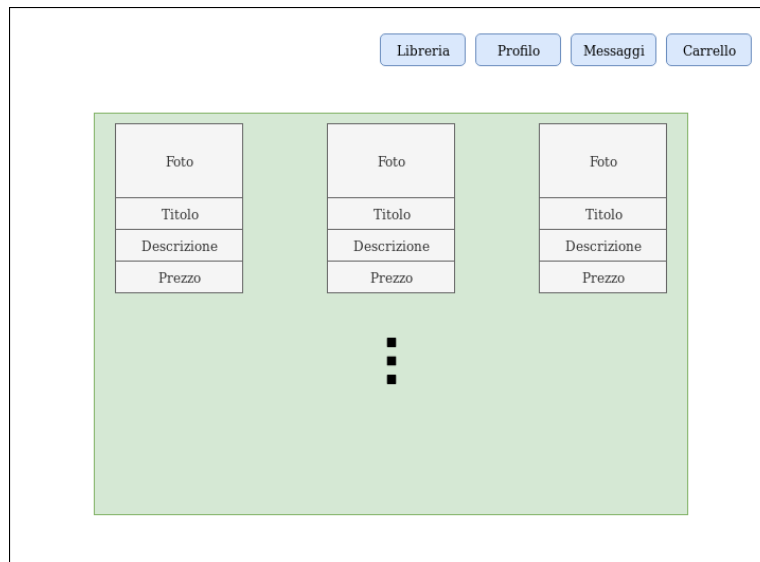 Libreria
Profilo
Messaggi
Carrello
Foto
Foto
Foto
Titolo
Titolo
Titolo
Descrizione
Descrizione
Descrizione
Prezzo
Prezzo
Prezzo